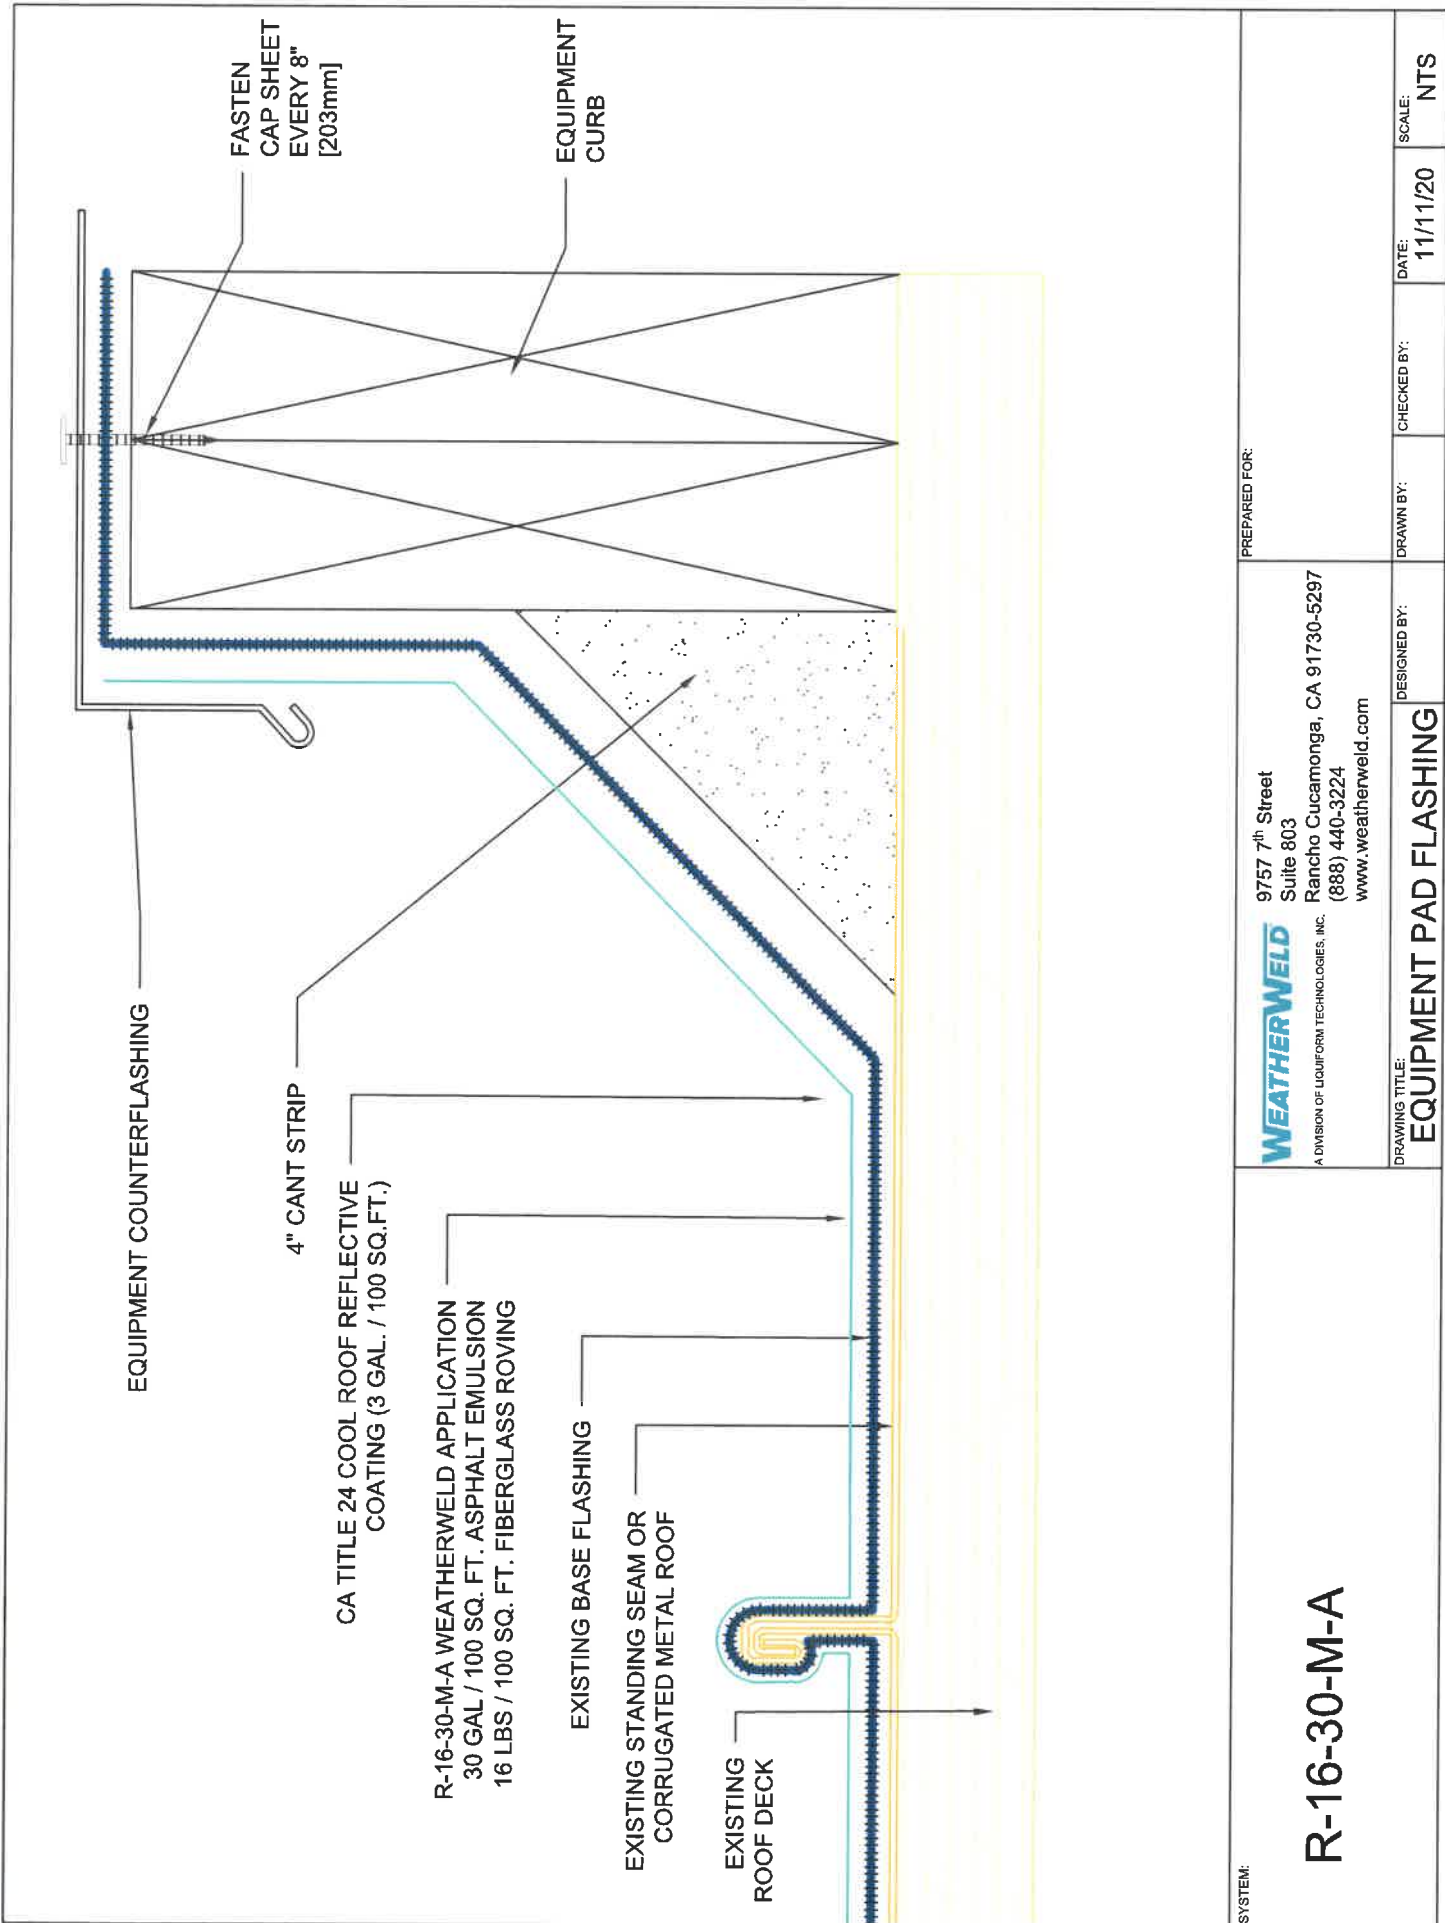 FASTEN
CAP SHEET
EVERY 8"
[203mm]
EQUIPMENT
CURB
EQUIPMENT COUNTERFLASHING
4" CANT STRIP
CA TITLE 24 COOL ROOF REFLECTIVE
COATING (3 GAL. / 100 SQ.FT.)
R-16-30-M-A WEATHERWELD APPLICATION
30 GAL / 100 SQ. FT. ASPHALT EMULSION
16 LBS / 100 SQ. FT. FIBERGLASS ROVING
EXISTING BASE FLASHING
EXISTING STANDING SEAM OR
CORRUGATED METAL ROOF
EXISTING
ROOF DECK
SYSTEM:
R-16-30-M-A
WEATHERWELD
A DIVISION OF LIQUIFORM TECHNOLOGIES, INC.
9757 7th Street
Suite 803
Rancho Cucamonga, CA 91730-5297
(888) 440-3224
www.weatherweld.com
PREPARED FOR:
DRAWING TITLE:
EQUIPMENT PAD FLASHING
DESIGNED BY:
DRAWN BY:
CHECKED BY:
DATE:
11/11/20
SCALE:
NTS